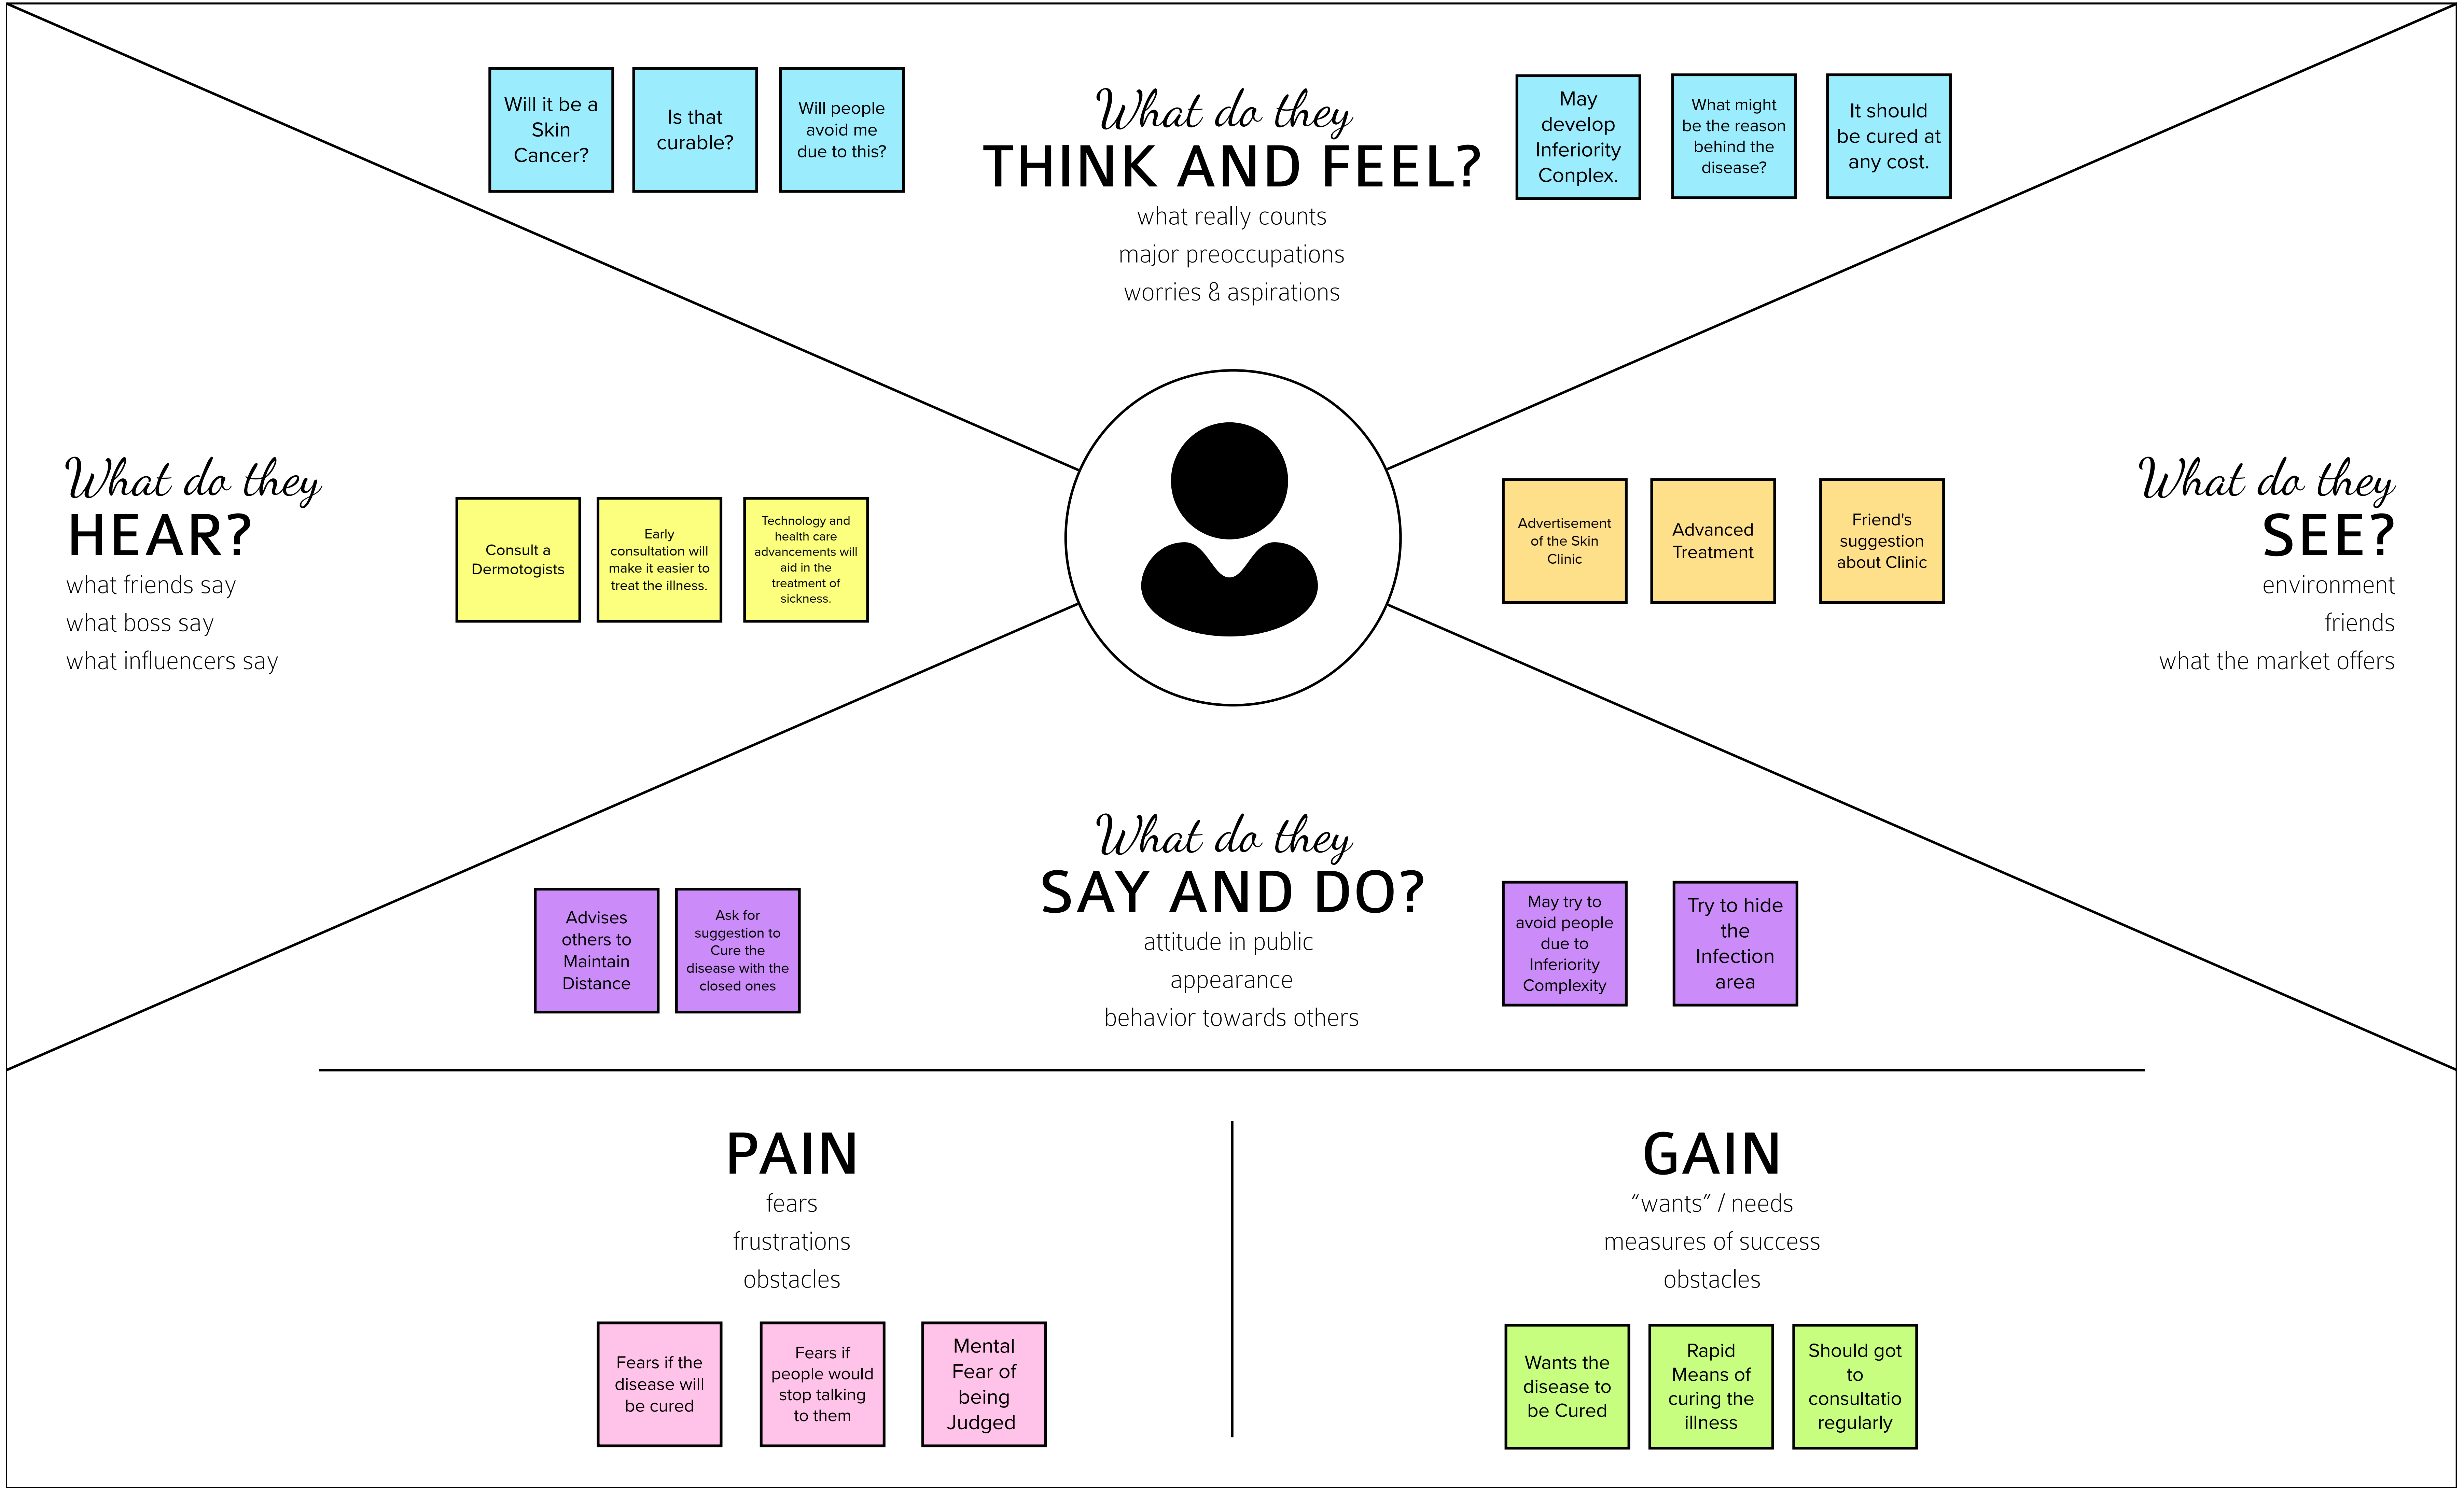 Will it be a
Skin
Cancer?
Is that
curable?
Will people
avoid me
due to this?
What do they
THINK AND FEEL?
what really counts
major preoccupations
worries & aspirations
May
develop
Inferiority
Conplex.
What might
be the reason
behind the
disease?
It should
be cured at
any cost.
What do they
HEAR?
what friends say
what boss say
what influencers say
Consult a
Dermotogists
Early
consultation will
make it easier to
treat the illness.
Technology and
health care
advancements will
aid in the
treatment of
sickness.
Advertisement
of the Skin
Clinic
Advanced
Treatment
Friend's
suggestion
about Clinic
What do they
SEE?
environment
friends
what the market offers
Advises
others to
Maintain
Distance
Ask for
suggestion to
Cure the
disease with the
closed ones
What do they
SAY AND DO?
attitude in public
appearance
behavior towards others
May try to
avoid people
due to
Inferiority
Complexity
Try to hide
the
Infection
area
PAIN
fears
frustrations
obstacles
Fears if the
disease will
be cured
Fears if
people would
stop talking
to them
Mental
Fear of
being
Judged
GAIN
“wants” / needs
measures of success
obstacles
Wants the
disease to
be Cured
Rapid
Means of
curing the
illness
Should got
to
consultatio
regularly